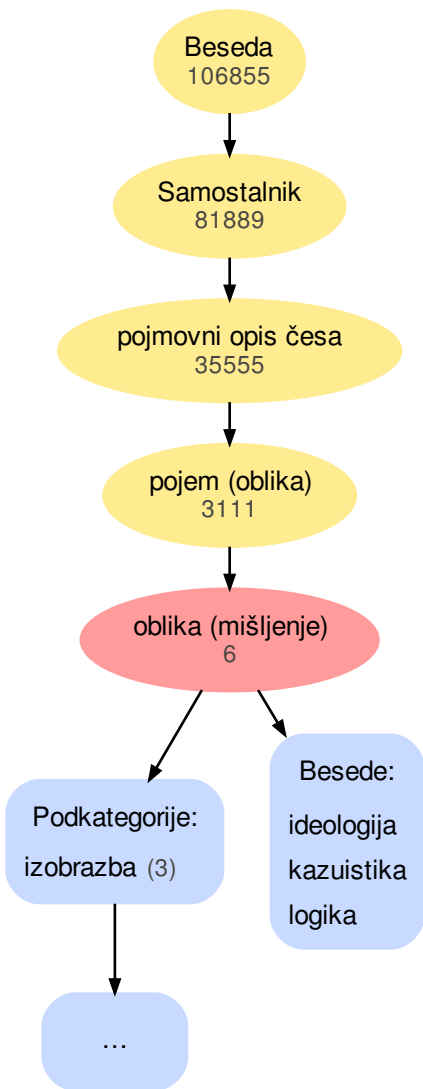 Beseda
106855
Samostalnik
81889
pojmovni opis česa
35555
pojem (oblika)
3111
oblika (mišljenje)
6
Podkategorije:
izobrazba (3)
Besede:
ideologija
kazuistika
logika
...